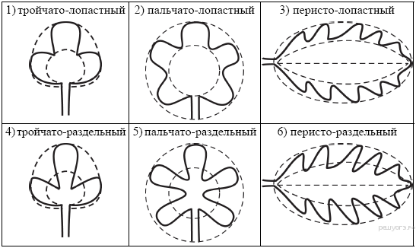 1) тройчато-лопастный
2) пальчато-лопастный
3) перисто-лопастный
4) тройчато-раздельный
5) пальчато-раздельный
6) перисто-раздельный